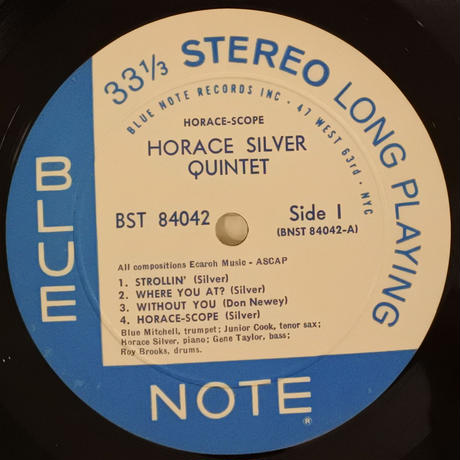 33⅓ STEREO LONG PLAYING
BLUE NOTE RECORDS INC · 47 WEST 63rd · NYC
HORACE-SCOPE
HORACE SILVER
QUINTET
BST 84042
Side 1
(BNST 84042-A)
All compositions Ecaroh Music - ASCAP
1. STROLLIN' (Silver)
2. WHERE YOU AT? (Silver)
3. WITHOUT YOU (Don Newey)
4. HORACE-SCOPE (Silver)
Blue Mitchell, trumpet; Junior Cook, tenor sax;
Horace Silver, piano; Gene Taylor, bass;
Roy Brooks, drums.
BLUE
NOTE ®